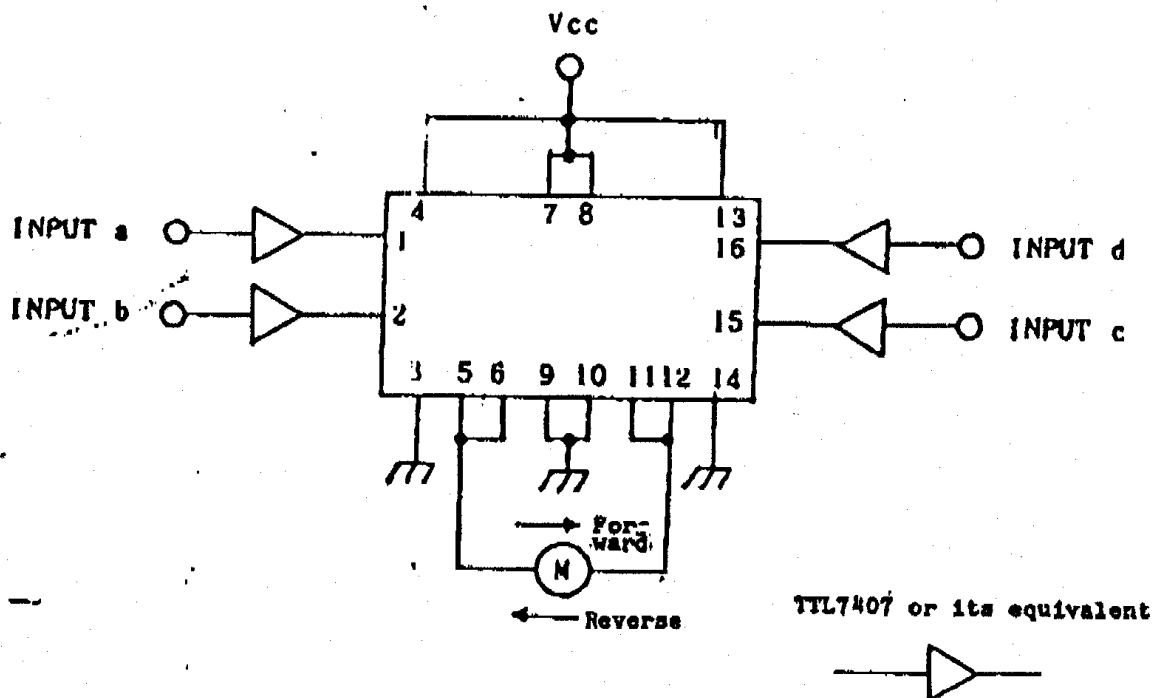 Vcc
4 7 8 13
INPUT a 1 16 INPUT d
INPUT b 2 15 INPUT c
3 5 6 9 10 11 12 14
For-
ward
M
Reverse
TTL7407 or its equivalent